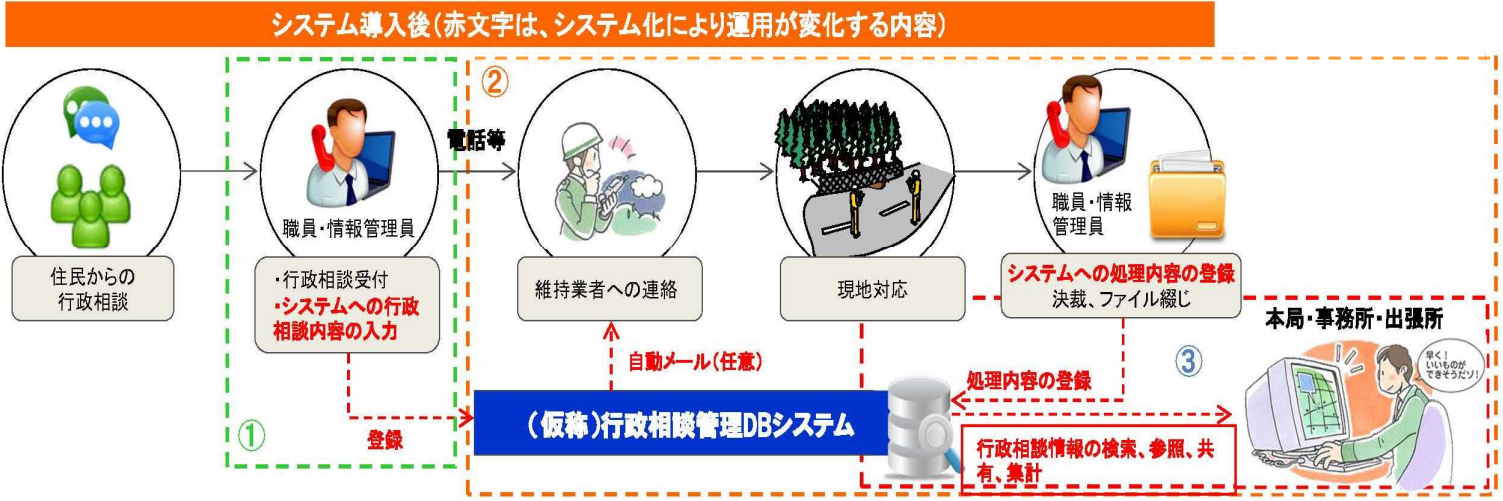 システム導入後(赤文字は、システム化により運用が変化する内容)
住民からの
行政相談
①
職員・情報管理員
・行政相談受付
・システムへの行政
相談内容の入力
登録
電話等
②
維持業者への連絡
自動メール(任意)
現地対応
職員・情報
管理員
システムへの処理内容の登録
決裁、ファイル綴じ
処理内容の登録
(仮称)行政相談管理DBシステム
③
行政相談情報の検索、参照、共
有、集計
本局・事務所・出張所
早く!
いいものが
できそうだソ!